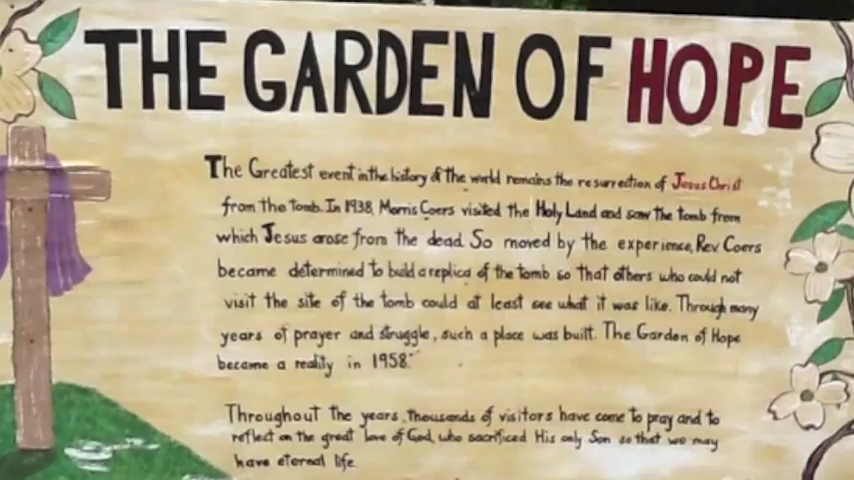 THE GARDEN OF HOPE
The Greatest event in the history of the world remains the resurrection of Jesus Christ
from the tomb. In 1938, Morris Coers visited the Holy Land and saw the tomb from
which Jesus arose from the dead. So moved by the experience, Rev. Coers
became determined to build a replica of the tomb so that others who could not
visit the site of the tomb could at least see what it was like. Through many
years of prayer and struggle, such a place was built. The Garden of Hope
became a reality in 1958.
Throughout the years, thousands of visitors have come to pray and to
reflect on the great love of God, who sacrificed His only Son so that we may
have eternal life.